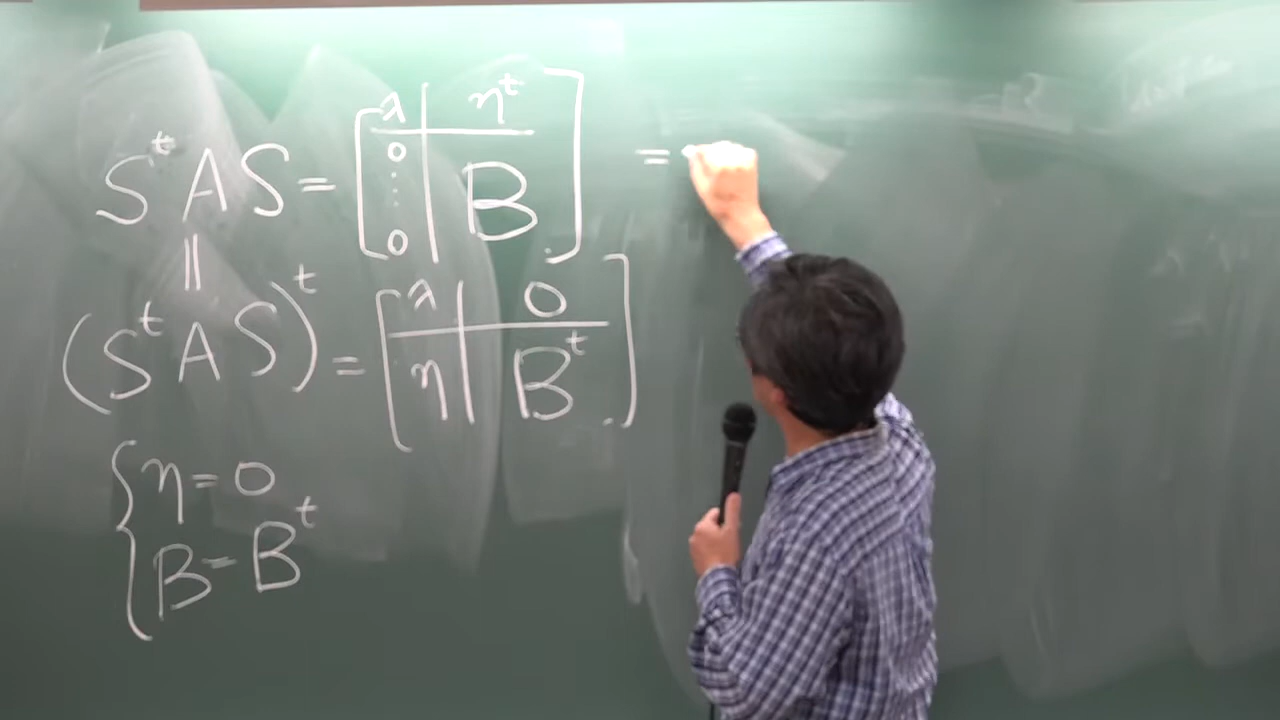 SᵗAS = [λ | ηᵗ
0 ⋮ 0 | B] =
‖
(SᵗAS)ᵗ = [λ | 0
η | Bᵗ]
{η = 0
B = Bᵗ